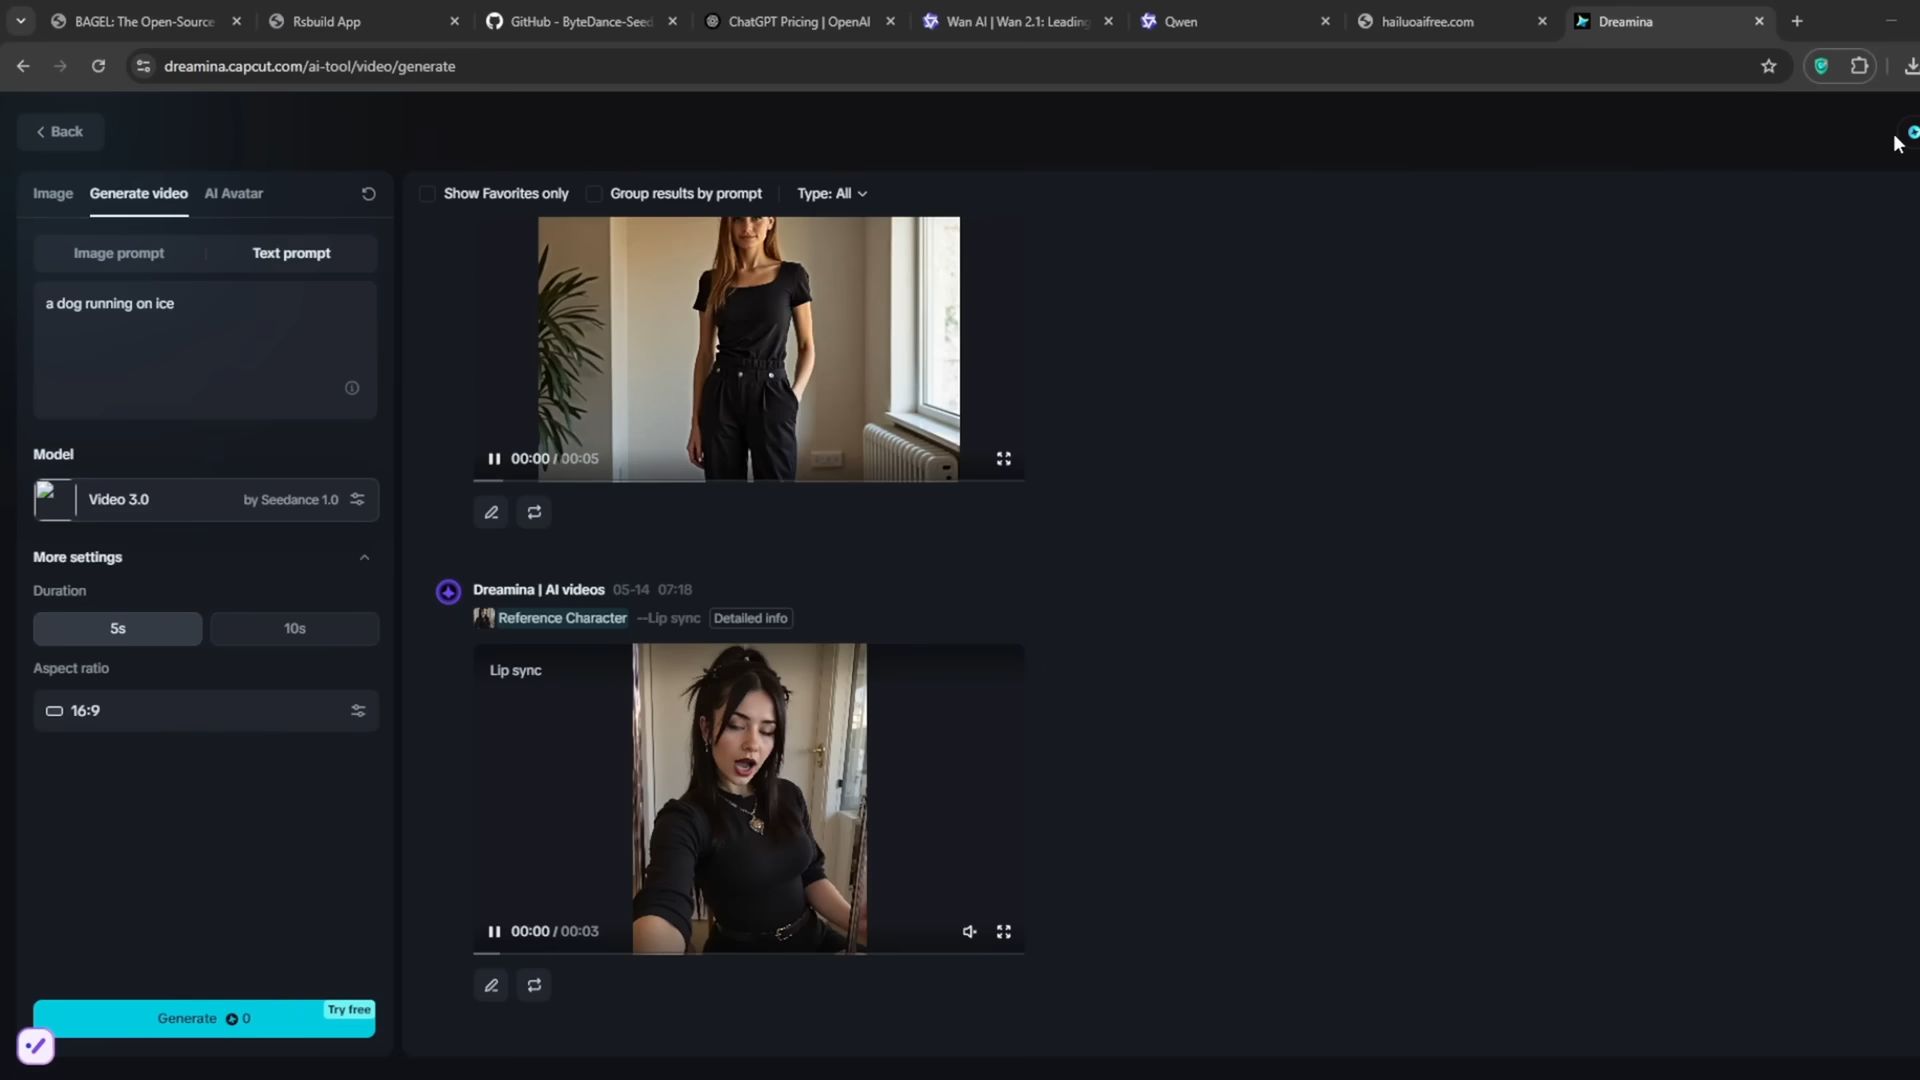 BAGEL: The Open-Source
Rsbuild App
GitHub - ByteDance-Seed
ChatGPT Pricing | OpenAI
Wan AI | Wan 2.1: Leading
Qwen
hailuoaifree.com
Dreamina
dreamina.capcut.com/ai-tool/video/generate
Back
Image
Generate video
AI Avatar
Show Favorites only
Group results by prompt
Type: All
Image prompt
Text prompt
a dog running on ice
Model
Video 3.0
by Seedance 1.0
More settings
Duration
5s
10s
Aspect ratio
16:9
Try free
Generate 0
00:00 / 00:05
Dreamina | AI videos 05-14 07:18
Reference Character --Lip sync Detailed info
Lip sync
00:00 / 00:03